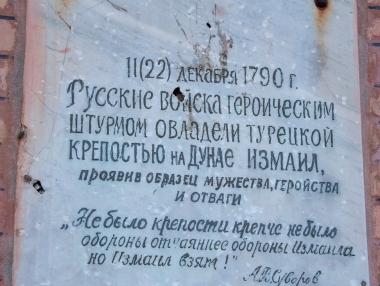 11(22) декабря 1790 г.
Русские войска героическим
штурмом овладели турецкой
крепостью на Дунае Измаил,
проявив образец мужества, геройства
и отваги
„Не было крепости крепче не было
обороны отчаяннее обороны Измаила
но Измаил взят!"
А.В.Суворов